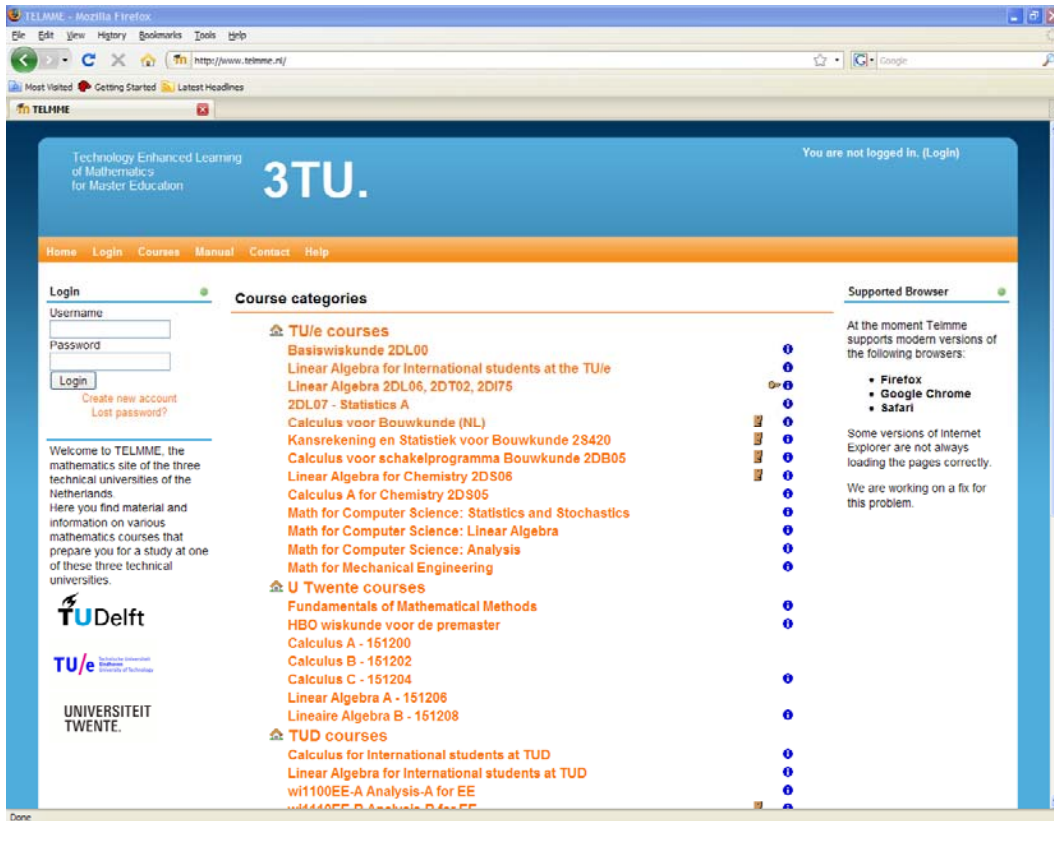 TELMME - Mozilla Firefox
File Edit View History Bookmarks Tools Help
http://www.telmme.nl/
Google
Most Visited Getting Started Latest Headlines
TELMME
Technology Enhanced Learning
of Mathematics
for Master Education
3TU.
You are not logged in. (Login)
Home Login Courses Manual Contact Help
Login
Username
Password
Login
Create new account
Lost password?
Welcome to TELMME, the
mathematics site of the three
technical universities of the
Netherlands.
Here you find material and
information on various
mathematics courses that
prepare you for a study at one
of these three technical
universities.
TUDelft
TU/e Technische Universiteit
Eindhoven
University of Technology
UNIVERSITEIT
TWENTE.
Course categories
TU/e courses
Basiswiskunde 2DL00
Linear Algebra for International students at the TU/e
Linear Algebra 2DL06, 2DT02, 2DI75
2DL07 - Statistics A
Calculus voor Bouwkunde (NL)
Kansrekening en Statistiek voor Bouwkunde 2S420
Calculus voor schakelprogramma Bouwkunde 2DB05
Linear Algebra for Chemistry 2DS06
Calculus A for Chemistry 2DS05
Math for Computer Science: Statistics and Stochastics
Math for Computer Science: Linear Algebra
Math for Computer Science: Analysis
Math for Mechanical Engineering
U Twente courses
Fundamentals of Mathematical Methods
HBO wiskunde voor de premaster
Calculus A - 151200
Calculus B - 151202
Calculus C - 151204
Linear Algebra A - 151206
Lineaire Algebra B - 151208
TUD courses
Calculus for International students at TUD
Linear Algebra for International students at TUD
wi1100EE-A Analysis-A for EE
wi1110EE-B Analysis-B for EE
Supported Browser
At the moment Telmme
supports modern versions of
the following browsers:
• Firefox
• Google Chrome
• Safari
Some versions of Internet
Explorer are not always
loading the pages correctly.
We are working on a fix for
this problem.
Done